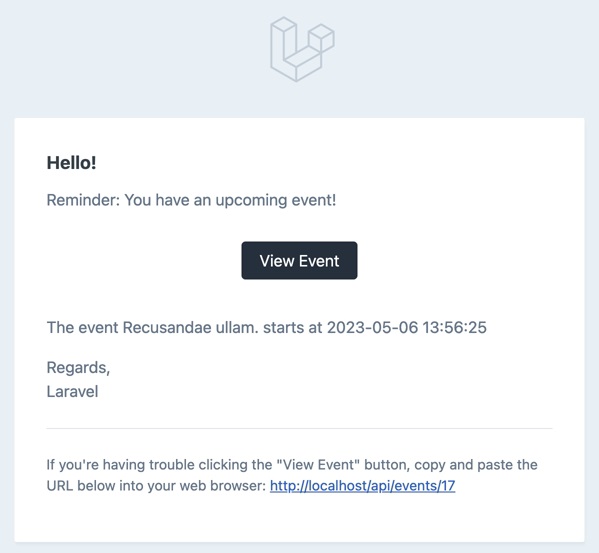 Hello!
Reminder: You have an upcoming event!
View Event
The event Recusandae ullam. starts at 2023-05-06 13:56:25
Regards,
Laravel
If you're having trouble clicking the "View Event" button, copy and paste the
URL below into your web browser: http://localhost/api/events/17